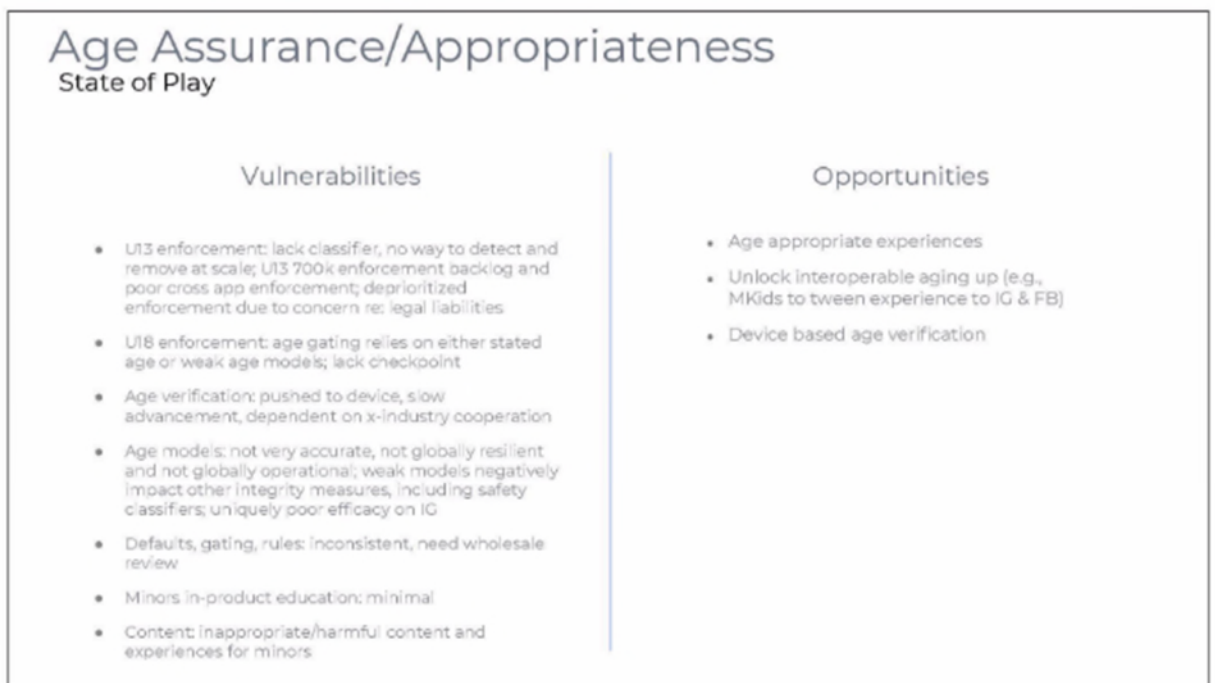 Age Assurance/Appropriateness
State of Play
Vulnerabilities
• U13 enforcement: lack classifier, no way to detect and
remove at scale; U13 700k enforcement backlog and
poor cross app enforcement; deprioritized
enforcement due to concern re: legal liabilities
• U18 enforcement: age gating relies on either stated
age or weak age models; lack checkpoint
• Age verification: pushed to device, slow
advancement, dependent on x-industry cooperation
• Age models: not very accurate, not globally resilient
and not globally operational; weak models negatively
impact other integrity measures, including safety
classifiers; uniquely poor efficacy on IG
• Defaults, gating, rules: inconsistent, need wholesale
review
• Minors in-product education: minimal
• Content: inappropriate/harmful content and
experiences for minors
Opportunities
• Age appropriate experiences
• Unlock interoperable aging up (e.g.,
MKids to tween experience to IG & FB)
• Device based age verification